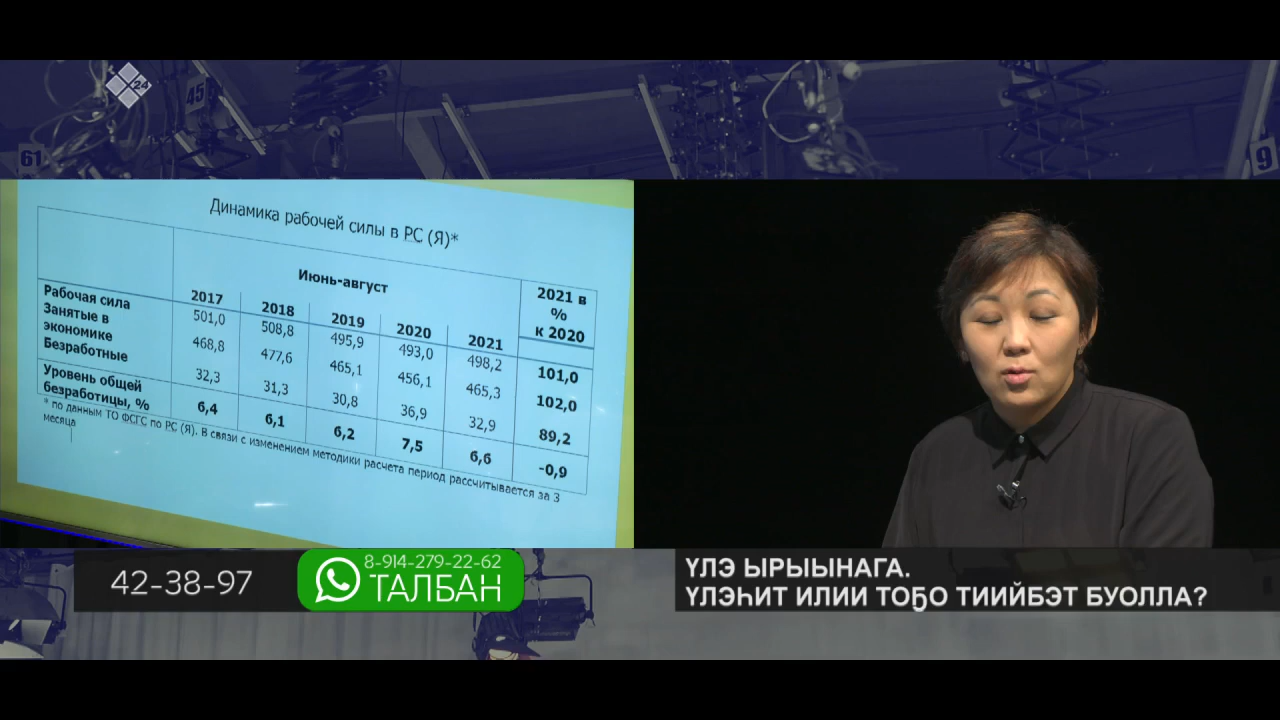 24
45
61
9
Динамика рабочей силы в РС (Я)*
Июнь-август
2021 в
%
к 2020
2017 2018 2019 2020 2021
Рабочая сила 501,0 508,8 495,9 493,0 498,2 101,0
Занятые в
экономике 468,8 477,6 465,1 456,1 465,3 102,0
Безработные 32,3 31,3 30,8 36,9 32,9 89,2
Уровень общей
безработицы, % 6,4 6,1 6,2 7,5 6,6 -0,9
* по данным ТО ФСГС по РС (Я). В связи с изменением методики расчета период рассчитывается за 3
месяца
42-38-97
8-914-279-22-62
ТАЛБАН
ҮЛЭ ЫРЫЫНАГА.
ҮЛЭҺИТ ИЛИИ ТОҔО ТИИЙБЭТ БУОЛЛА?